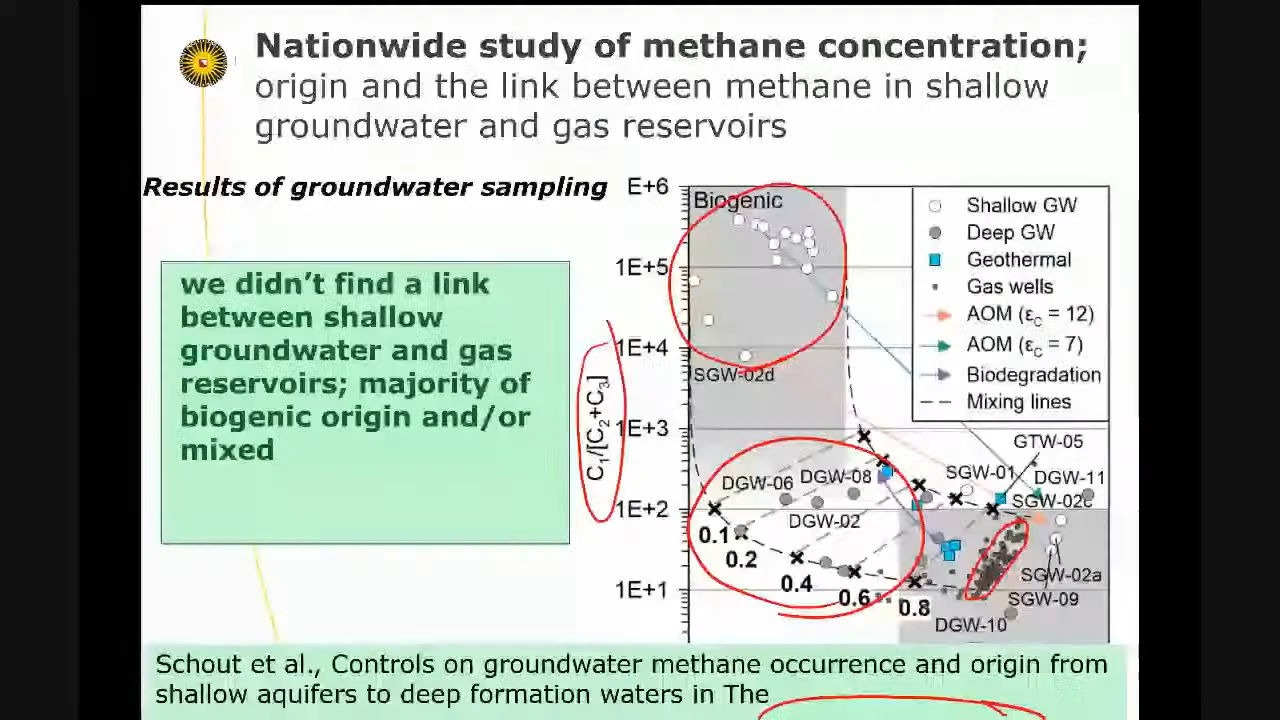 Nationwide study of methane concentration;
origin and the link between methane in shallow
groundwater and gas reservoirs
Results of groundwater sampling
we didn't find a link
between shallow
groundwater and gas
reservoirs; majority of
biogenic origin and/or
mixed
C₁/[C₂+C₃]
E+6
1E+5
1E+4
1E+3
1E+2
1E+1
Biogenic
SGW-02d
Shallow GW
Deep GW
Geothermal
Gas wells
AOM (εC = 12)
AOM (εC = 7)
Biodegradation
Mixing lines
GTW-05
SGW-01
DGW-11
SGW-02c
DGW-06
DGW-08
DGW-02
0.1
0.2
0.4
0.6
0.8
SGW-02a
SGW-09
DGW-10
Schout et al., Controls on groundwater methane occurrence and origin from
shallow aquifers to deep formation waters in The